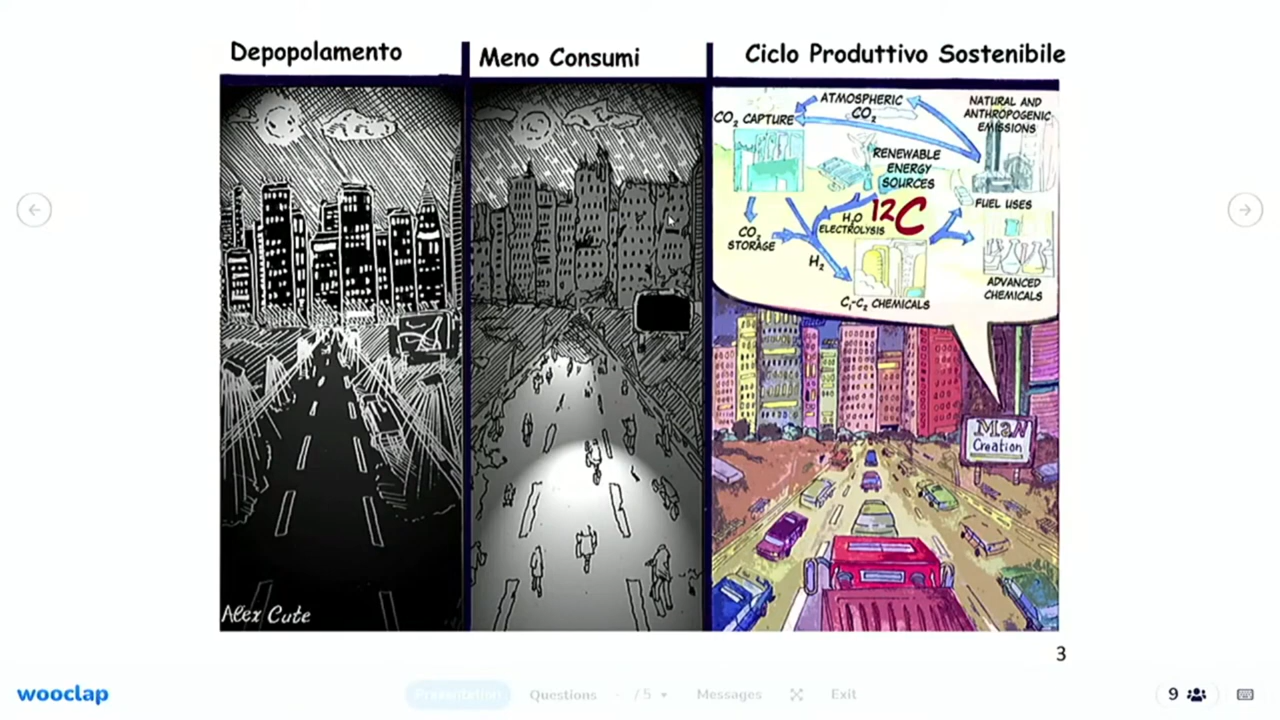 Depopolamento
Meno Consumi
Ciclo Produttivo Sostenibile
ATMOSPHERIC
CO2
NATURAL AND
ANTHROPOGENIC
EMISSIONS
CO2 CAPTURE
RENEWABLE
ENERGY
SOURCES
FUEL USES
12C
H2O
ELECTROLYSIS
CO2
STORAGE
H2
ADVANCED
CHEMICALS
C1-C2 CHEMICALS
MaN
Creation
Alex Cute
3
wooclap
Presentation
Questions
/ 5
Messages
Exit
9